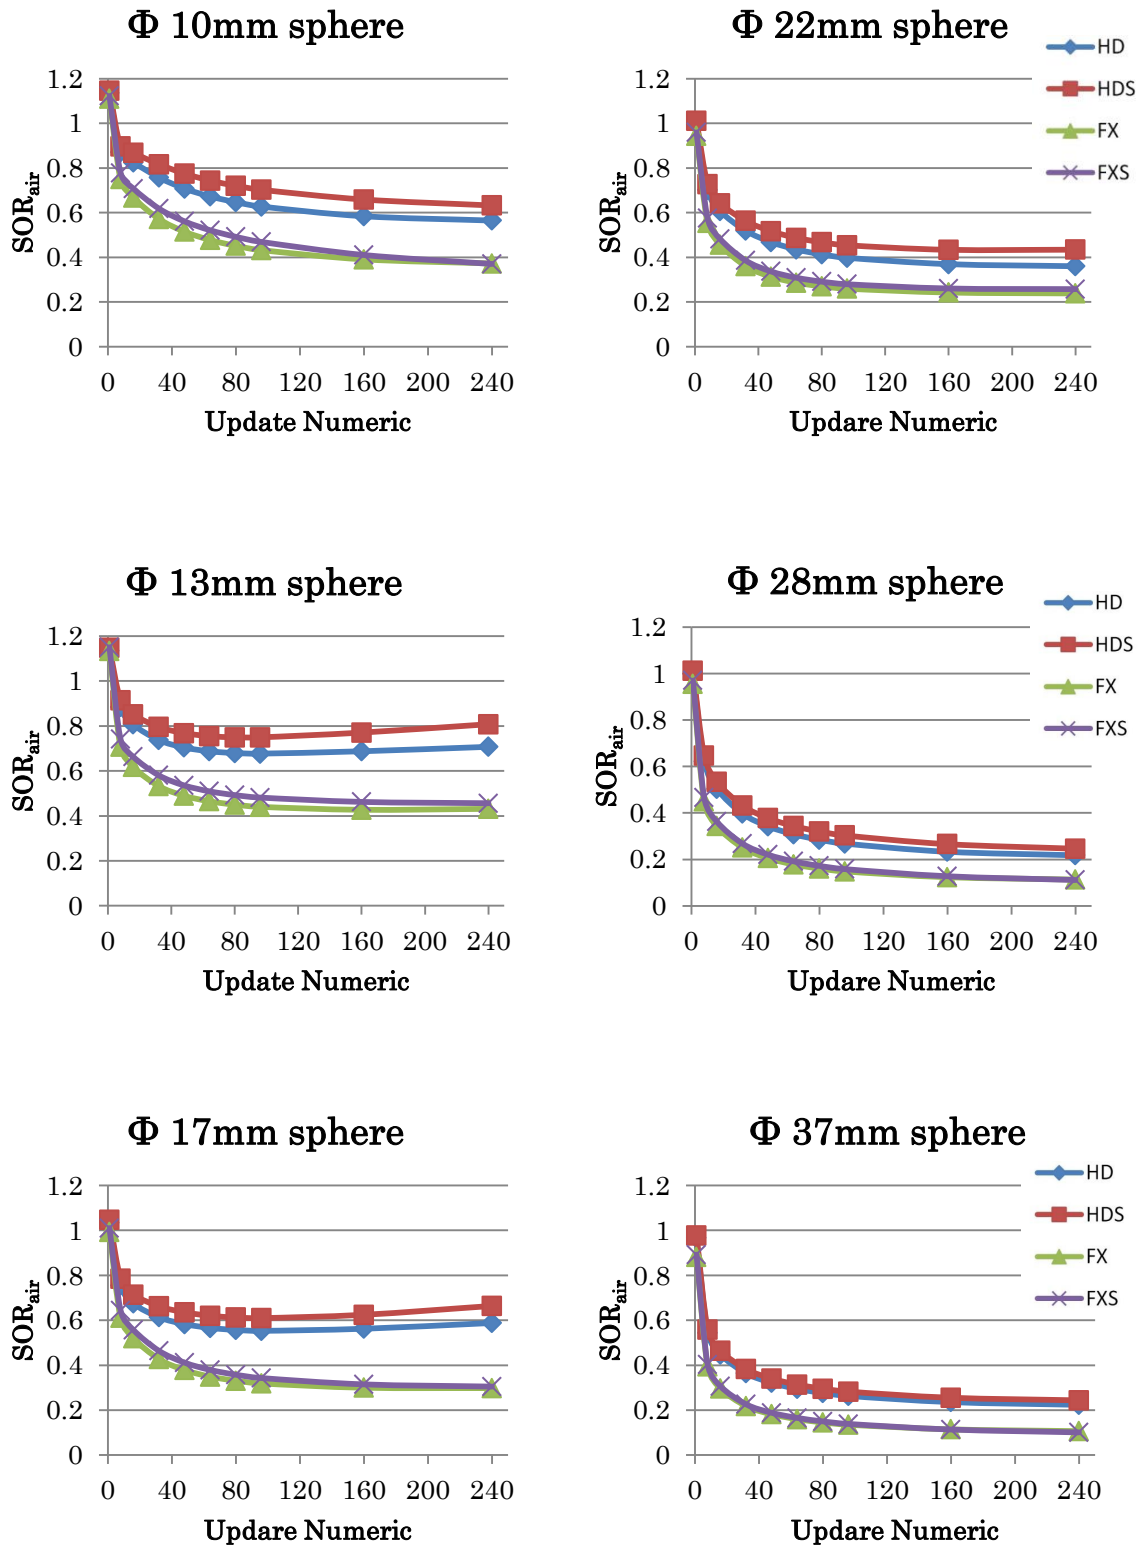 Φ 10mm sphere
1.2
1
0.8
0.6
0.4
0.2
0
SORair
0 40 80 120 160 200 240
Update Numeric
Φ 22mm sphere
HD
HDS
FX
FXS
1.2
1
0.8
0.6
0.4
0.2
0
SORair
0 40 80 120 160 200 240
Updare Numeric
Φ 13mm sphere
1.2
1
0.8
0.6
0.4
0.2
0
SORair
0 40 80 120 160 200 240
Update Numeric
Φ 28mm sphere
HD
HDS
FX
FXS
1.2
1
0.8
0.6
0.4
0.2
0
SORair
0 40 80 120 160 200 240
Updare Numeric
Φ 17mm sphere
1.2
1
0.8
0.6
0.4
0.2
0
SORair
0 40 80 120 160 200 240
Updare Numeric
Φ 37mm sphere
HD
HDS
FX
FXS
1.2
1
0.8
0.6
0.4
0.2
0
SORair
0 40 80 120 160 200 240
Updare Numeric